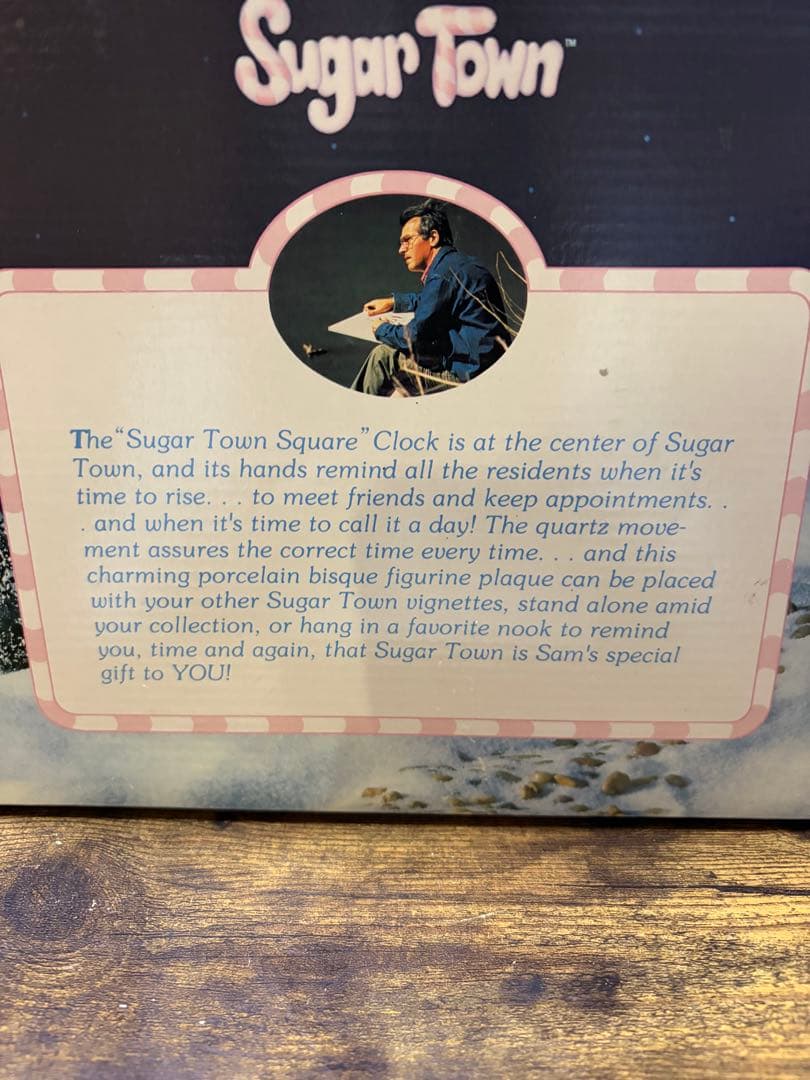 Sugar Town™
The "Sugar Town Square" Clock is at the center of Sugar
Town, and its hands remind all the residents when it's
time to rise. . . to meet friends and keep appointments. .
. and when it's time to call it a day! The quartz move-
ment assures the correct time every time. . . and this
charming porcelain bisque figurine plaque can be placed
with your other Sugar Town vignettes, stand alone amid
your collection, or hang in a favorite nook to remind
you, time and again, that Sugar Town is Sam's special
gift to YOU!